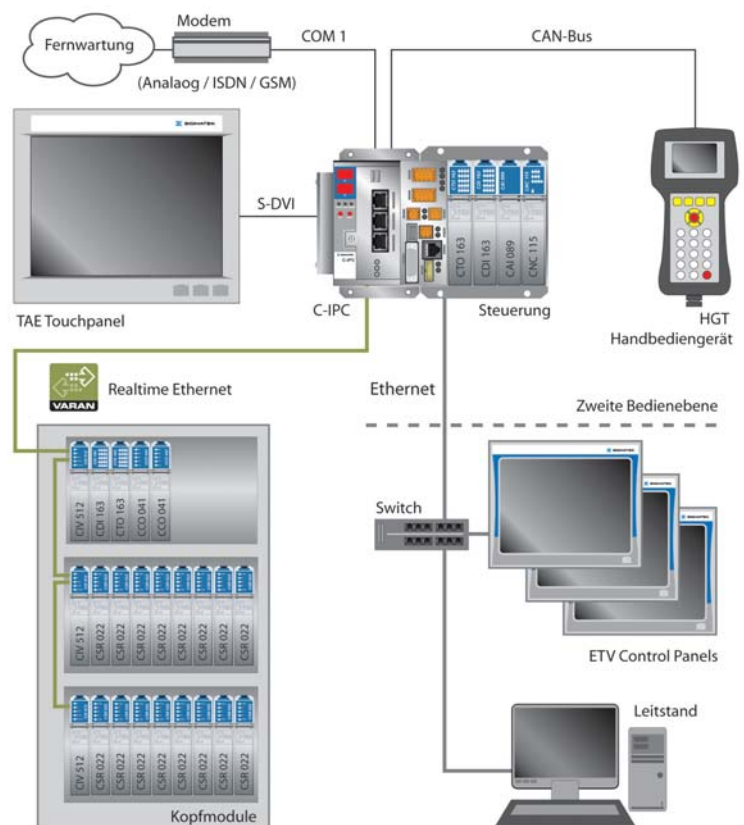 Modem
Fernwartung
COM 1
CAN-Bus
(Analaog / ISDN / GSM)
SIGMATEK
S-DVI
C-IPC
CTO 163
CDI 163
CAI 089
CNC 115
TAE Touchpanel
C-IPC
Steuerung
HGT
Handbediengerät
VARAN
Realtime Ethernet
Ethernet
Zweite Bedienebene
CIV 512
CDI 163
CTO 163
CCO 041
CCO 041
Switch
CIV 512
CSR 022
CSR 022
CSR 022
CSR 022
CSR 022
CSR 022
CSR 022
ETV Control Panels
CIV 512
CSR 022
CSR 022
CSR 022
CSR 022
CSR 022
CSR 022
CSR 022
Leitstand
Kopfmodule